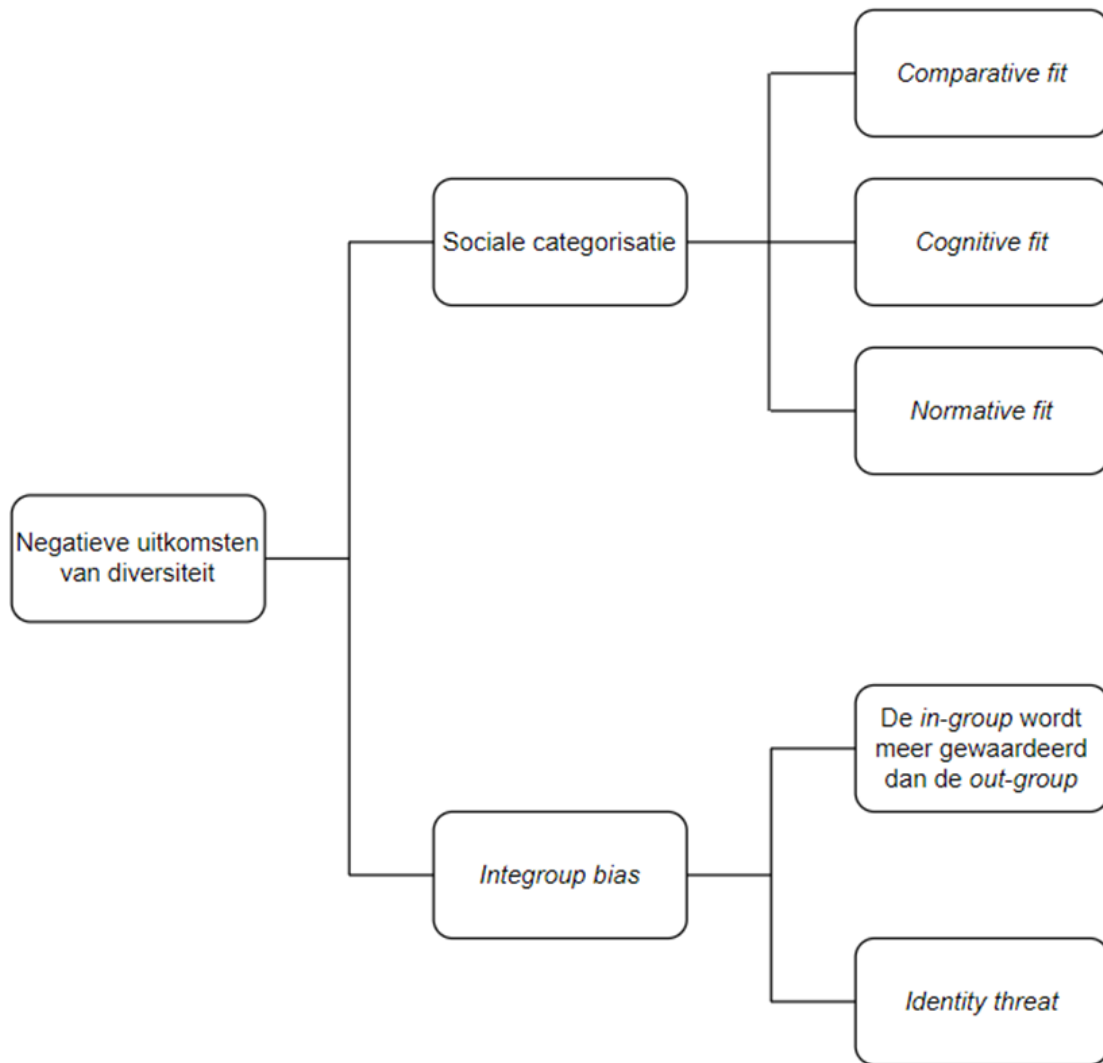 Comparative fit
Sociale categorisatie
Cognitive fit
Normative fit
Negatieve uitkomsten
van diversiteit
De in-group wordt
meer gewaardeerd
dan de out-group
Integroup bias
Identity threat